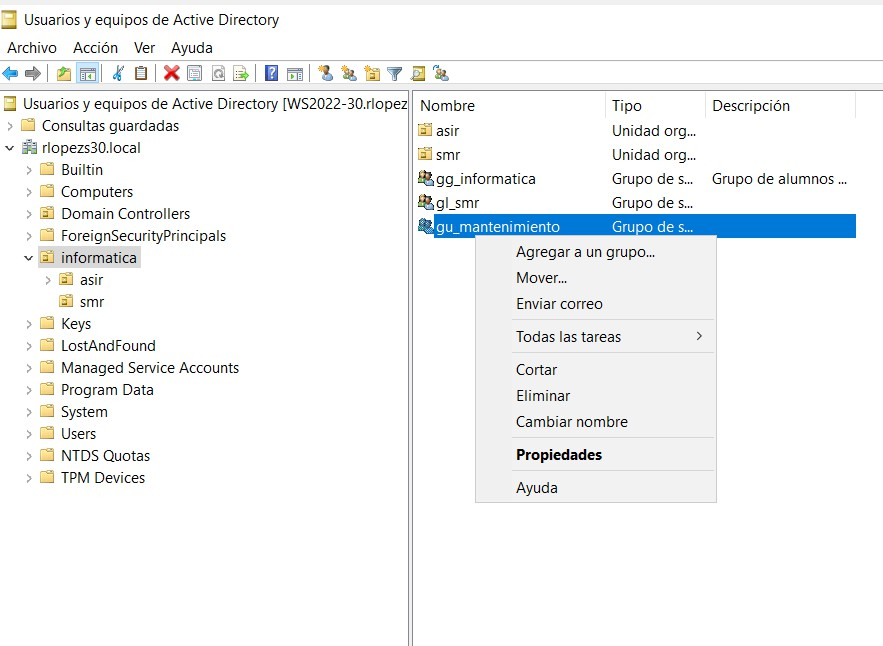 Usuarios y equipos de Active Directory
Archivo Acción Ver Ayuda
Usuarios y equipos de Active Directory [WS2022-30.rlopez
Consultas guardadas
rlopezs30.local
Builtin
Computers
Domain Controllers
ForeignSecurityPrincipals
informatica
asir
smr
Keys
LostAndFound
Managed Service Accounts
Program Data
System
Users
NTDS Quotas
TPM Devices
Nombre Tipo Descripción
asir Unidad org...
smr Unidad org...
gg_informatica Grupo de s... Grupo de alumnos ...
gl_smr Grupo de s...
gu_mantenimiento Grupo de s...
Agregar a un grupo...
Mover...
Enviar correo
Todas las tareas
Cortar
Eliminar
Cambiar nombre
Propiedades
Ayuda